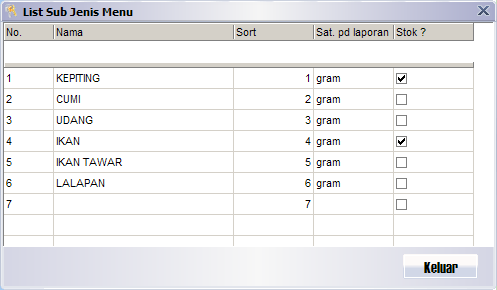 List Sub Jenis Menu
No. Nama Sort Sat. pd laporan Stok ?
1 KEPITING 1 gram
2 CUMI 2 gram
3 UDANG 3 gram
4 IKAN 4 gram
5 IKAN TAWAR 5 gram
6 LALAPAN 6 gram
7 7
Keluar